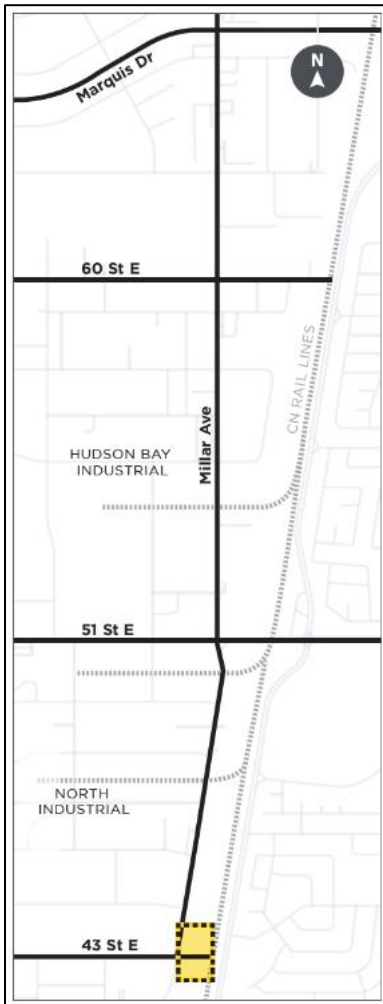 N
Marquis Dr
60 St E
CN RAIL LINES
Millar Ave
HUDSON BAY
INDUSTRIAL
51 St E
NORTH
INDUSTRIAL
43 St E